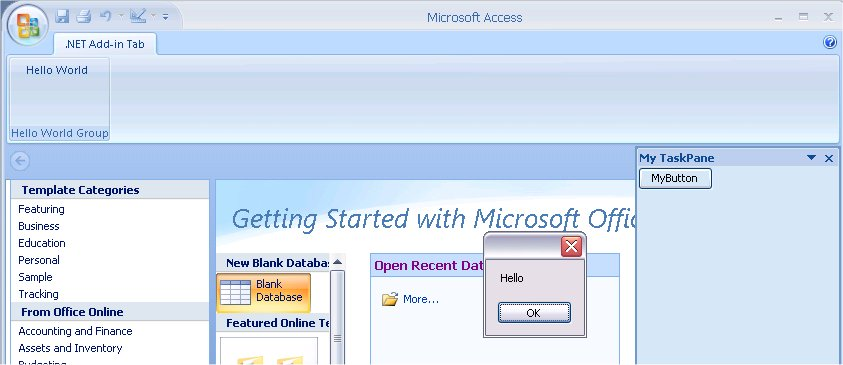 Microsoft Access
.NET Add-in Tab
Hello World
Hello World Group
My TaskPane
MyButton
Template Categories
Featuring
Business
Education
Personal
Sample
Tracking
From Office Online
Accounting and Finance
Assets and Inventory
Getting Started with Microsoft Offic
New Blank Databa
Blank
Database
Featured Online Te
Open Recent Dat
More...
Hello
OK